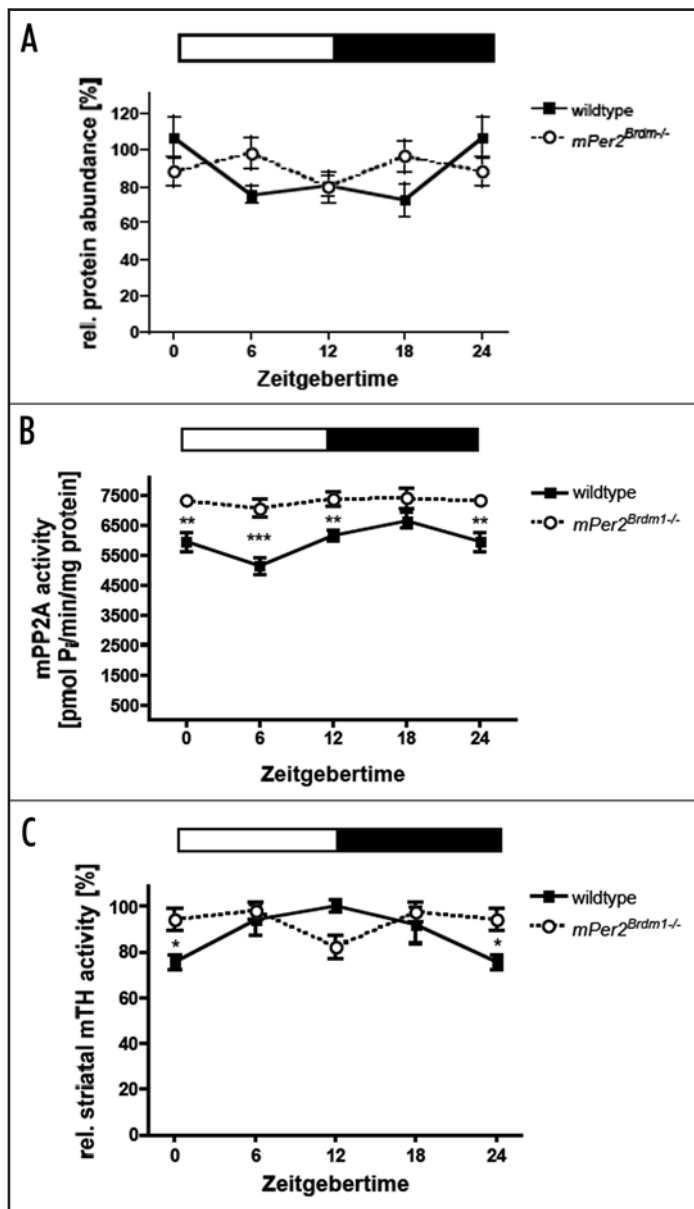 A
wildtype
mPer2Brdm-/-
rel. protein abundance [%]
120
100
80
60
40
20
0
0 6 12 18 24
Zeitgebertime
B
wildtype
mPer2Brdm1-/-
mPP2A activity
[pmol Pi/min/mg protein]
7500
6500
5500
4500
3500
2500
1500
500
** *** ** **
0 6 12 18 24
Zeitgebertime
C
wildtype
mPer2Brdm1-/-
rel. striatal mTH activity [%]
100
80
60
40
20
0
* *
0 6 12 18 24
Zeitgebertime